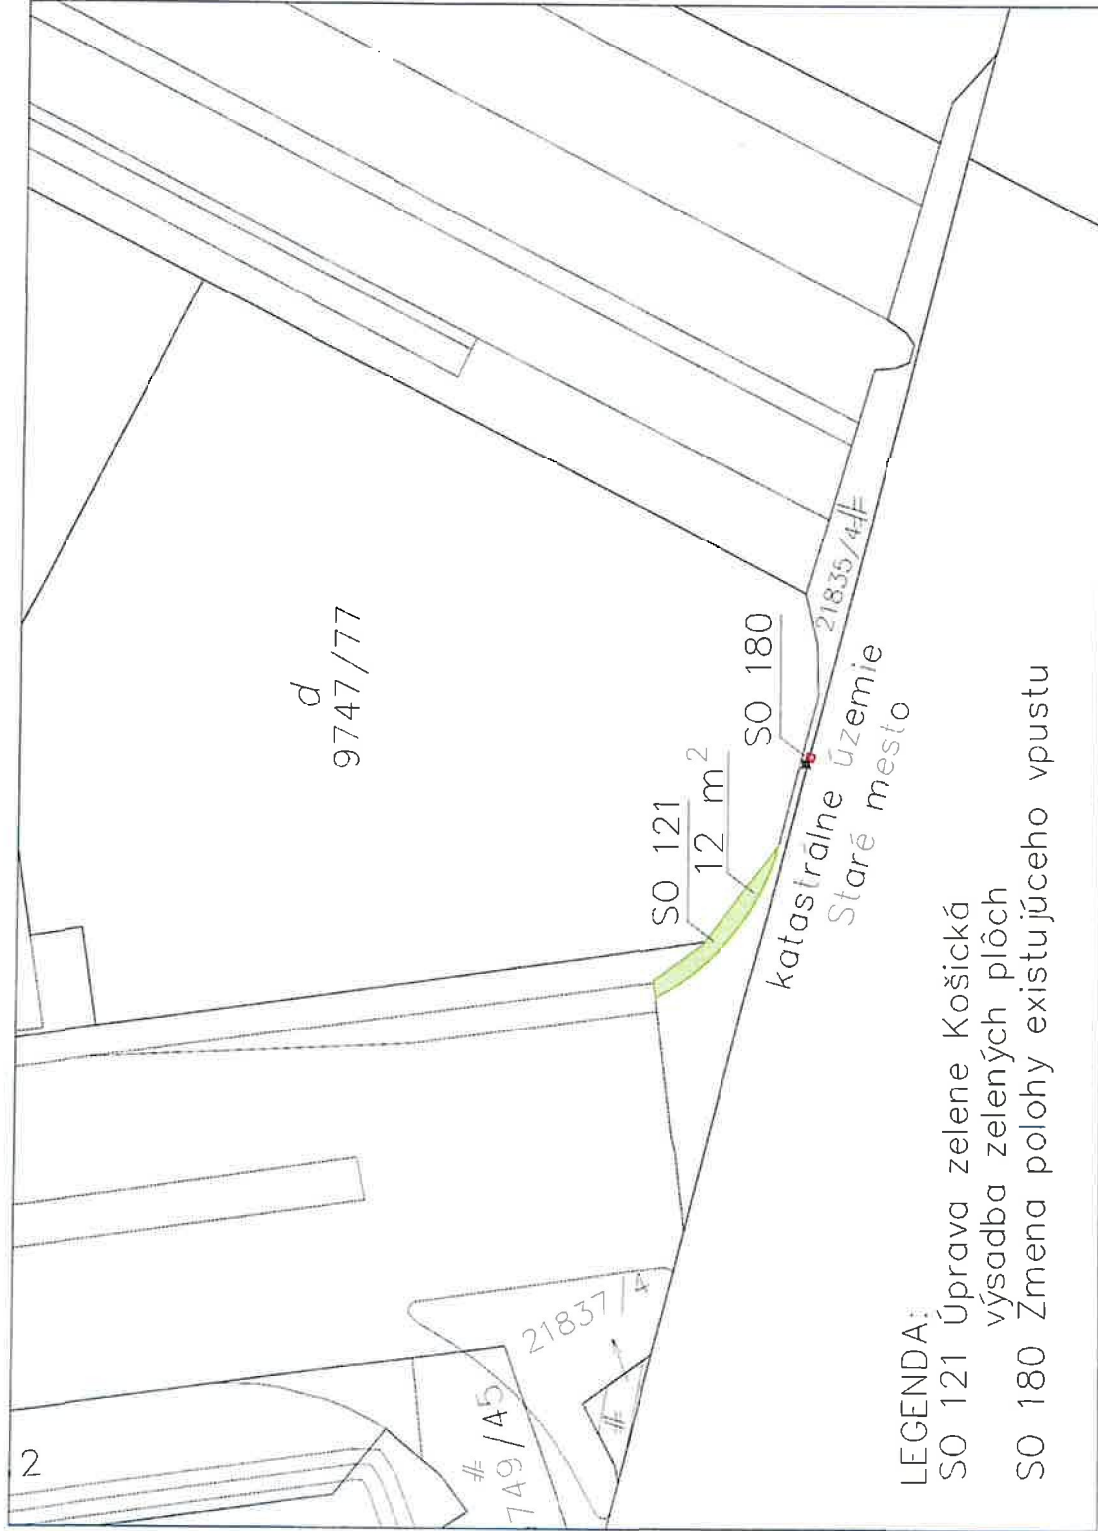 2
d
9747/77
SO 121
12 m²
SO 180
21835/4
katastrálne územie
Staré mesto
21837/4
749/45
LEGENDA:
SO 121 Úprava zelene Košická
výsadba zelených plôch
SO 180 Zmena polohy existujúceho vpustu